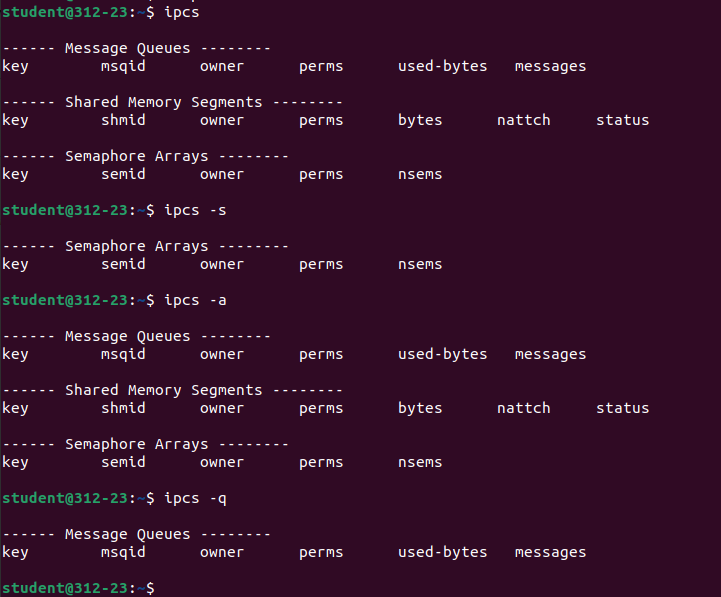 student@312-23:~$ ipcs
------ Message Queues --------
key        msqid      owner      perms      used-bytes   messages
------ Shared Memory Segments --------
key        shmid      owner      perms      bytes      nattch     status
------ Semaphore Arrays --------
key        semid      owner      perms      nsems
student@312-23:~$ ipcs -s
------ Semaphore Arrays --------
key        semid      owner      perms      nsems
student@312-23:~$ ipcs -a
------ Message Queues --------
key        msqid      owner      perms      used-bytes   messages
------ Shared Memory Segments --------
key        shmid      owner      perms      bytes      nattch     status
------ Semaphore Arrays --------
key        semid      owner      perms      nsems
student@312-23:~$ ipcs -q
------ Message Queues --------
key        msqid      owner      perms      used-bytes   messages
student@312-23:~$